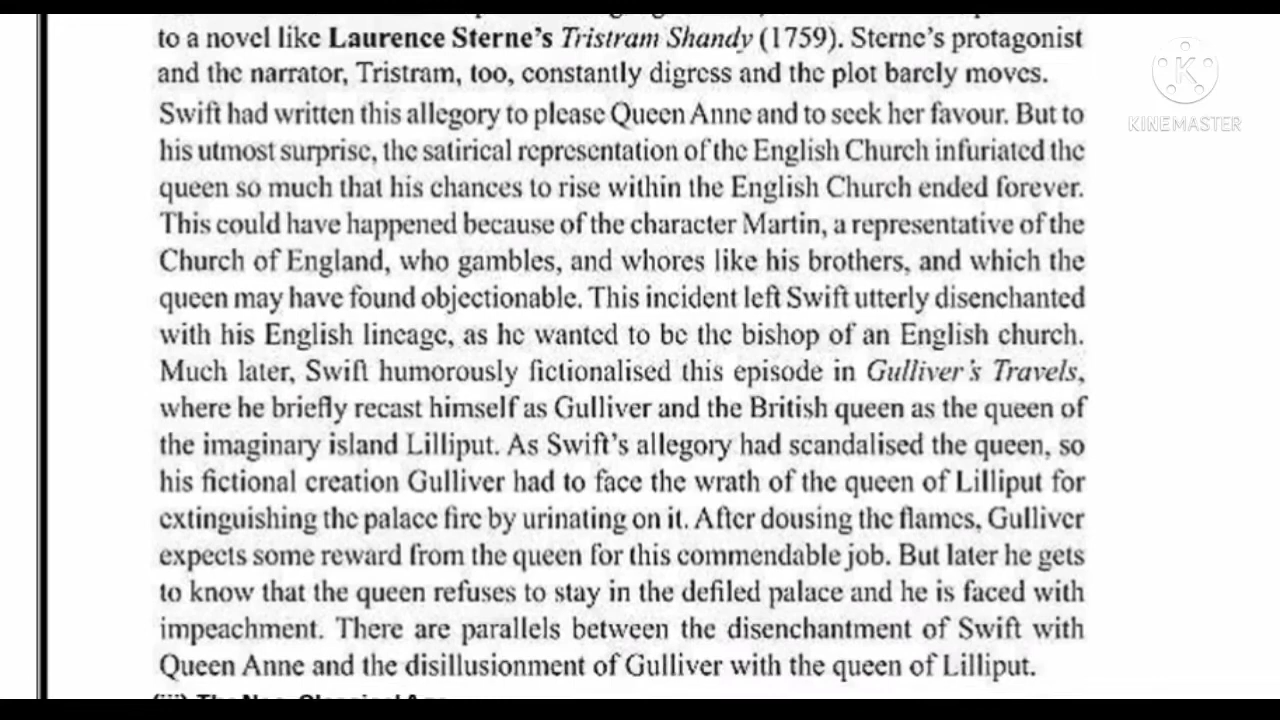 to a novel like Laurence Sterne's Tristram Shandy (1759). Sterne's protagonist
and the narrator, Tristram, too, constantly digress and the plot barely moves.
Swift had written this allegory to please Queen Anne and to seek her favour. But to
his utmost surprise, the satirical representation of the English Church infuriated the
queen so much that his chances to rise within the English Church ended forever.
This could have happened because of the character Martin, a representative of the
Church of England, who gambles, and whores like his brothers, and which the
queen may have found objectionable. This incident left Swift utterly disenchanted
with his English lineage, as he wanted to be the bishop of an English church.
Much later, Swift humorously fictionalised this episode in Gulliver's Travels,
where he briefly recast himself as Gulliver and the British queen as the queen of
the imaginary island Lilliput. As Swift's allegory had scandalised the queen, so
his fictional creation Gulliver had to face the wrath of the queen of Lilliput for
extinguishing the palace fire by urinating on it. After dousing the flames, Gulliver
expects some reward from the queen for this commendable job. But later he gets
to know that the queen refuses to stay in the defiled palace and he is faced with
impeachment. There are parallels between the disenchantment of Swift with
Queen Anne and the disillusionment of Gulliver with the queen of Lilliput.
K
KINEMASTER